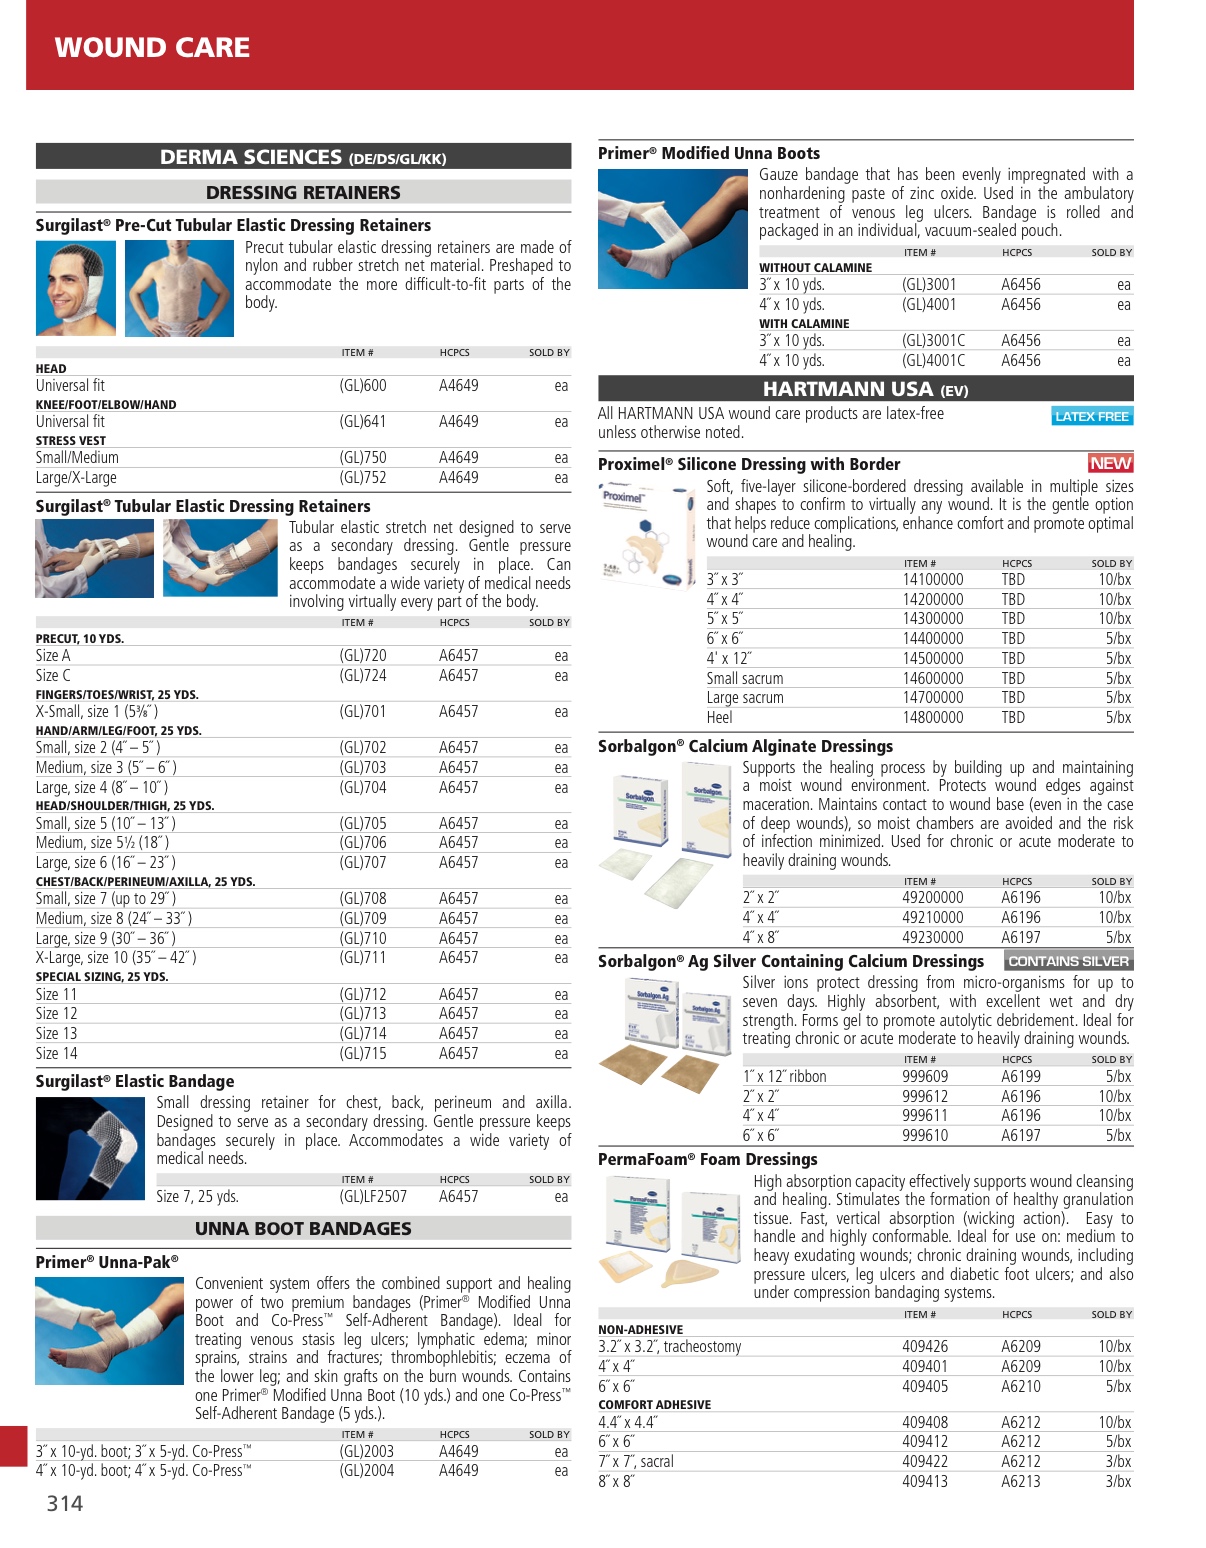 WOUND CARE
DERMA SCIENCES (DE/DS/GL/KK)
DRESSING RETAINERS
Surgilast® Pre-Cut Tubular Elastic Dressing Retainers
Precut tubular elastic dressing retainers are made of
nylon and rubber stretch net material. Preshaped to
accommodate the more difficult-to-fit parts of the
body.
ITEM # HCPCS SOLD BY
HEAD
Universal fit (GL)600 A4649 ea
KNEE/FOOT/ELBOW/HAND
Universal fit (GL)641 A4649 ea
STRESS VEST
Small/Medium (GL)750 A4649 ea
Large/X-Large (GL)752 A4649 ea
Surgilast® Tubular Elastic Dressing Retainers
Tubular elastic stretch net designed to serve
as a secondary dressing. Gentle pressure
keeps bandages securely in place. Can
accommodate a wide variety of medical needs
involving virtually every part of the body.
ITEM # HCPCS SOLD BY
PRECUT, 10 YDS.
Size A (GL)720 A6457 ea
Size C (GL)724 A6457 ea
FINGERS/TOES/WRIST, 25 YDS.
X-Small, size 1 (5⅜˝) (GL)701 A6457 ea
HAND/ARM/LEG/FOOT, 25 YDS.
Small, size 2 (4˝ – 5˝) (GL)702 A6457 ea
Medium, size 3 (5˝ – 6˝) (GL)703 A6457 ea
Large, size 4 (8˝ – 10˝) (GL)704 A6457 ea
HEAD/SHOULDER/THIGH, 25 YDS.
Small, size 5 (10˝ – 13˝) (GL)705 A6457 ea
Medium, size 5½ (18˝) (GL)706 A6457 ea
Large, size 6 (16˝ – 23˝) (GL)707 A6457 ea
CHEST/BACK/PERINEUM/AXILLA, 25 YDS.
Small, size 7 (up to 29˝) (GL)708 A6457 ea
Medium, size 8 (24˝ – 33˝) (GL)709 A6457 ea
Large, size 9 (30˝ – 36˝) (GL)710 A6457 ea
X-Large, size 10 (35˝ – 42˝) (GL)711 A6457 ea
SPECIAL SIZING, 25 YDS.
Size 11 (GL)712 A6457 ea
Size 12 (GL)713 A6457 ea
Size 13 (GL)714 A6457 ea
Size 14 (GL)715 A6457 ea
Surgilast® Elastic Bandage
Small dressing retainer for chest, back, perineum and axilla.
Designed to serve as a secondary dressing. Gentle pressure keeps
bandages securely in place. Accommodates a wide variety of
medical needs.
ITEM # HCPCS SOLD BY
Size 7, 25 yds. (GL)LF2507 A6457 ea
UNNA BOOT BANDAGES
Primer® Unna-Pak®
Convenient system offers the combined support and healing
power of two premium bandages (Primer® Modified Unna
Boot and Co-Press™ Self-Adherent Bandage). Ideal for
treating venous stasis leg ulcers; lymphatic edema; minor
sprains, strains and fractures; thrombophlebitis; eczema of
the lower leg; and skin grafts on the burn wounds. Contains
one Primer® Modified Unna Boot (10 yds.) and one Co-Press™
Self-Adherent Bandage (5 yds.).
ITEM # HCPCS SOLD BY
3˝ x 10-yd. boot; 3˝ x 5-yd. Co-Press™ (GL)2003 A4649 ea
4˝ x 10-yd. boot; 4˝ x 5-yd. Co-Press™ (GL)2004 A4649 ea
314
Primer® Modified Unna Boots
Gauze bandage that has been evenly impregnated with a
nonhardening paste of zinc oxide. Used in the ambulatory
treatment of venous leg ulcers. Bandage is rolled and
packaged in an individual, vacuum-sealed pouch.
ITEM # HCPCS SOLD BY
WITHOUT CALAMINE
3˝ x 10 yds. (GL)3001 A6456 ea
4˝ x 10 yds. (GL)4001 A6456 ea
WITH CALAMINE
3˝ x 10 yds. (GL)3001C A6456 ea
4˝ x 10 yds. (GL)4001C A6456 ea
HARTMANN USA (EV)
All HARTMANN USA wound care products are latex-free
unless otherwise noted.
LATEX FREE
Proximel® Silicone Dressing with Border
NEW
Proximel™
Soft, five-layer silicone-bordered dressing available in multiple sizes
and shapes to confirm to virtually any wound. It is the gentle option
that helps reduce complications, enhance comfort and promote optimal
wound care and healing.
ITEM # HCPCS SOLD BY
3˝ x 3˝ 14100000 TBD 10/bx
4˝ x 4˝ 14200000 TBD 10/bx
5˝ x 5˝ 14300000 TBD 10/bx
6˝ x 6˝ 14400000 TBD 5/bx
4' x 12˝ 14500000 TBD 5/bx
Small sacrum 14600000 TBD 5/bx
Large sacrum 14700000 TBD 5/bx
Heel 14800000 TBD 5/bx
Sorbalgon® Calcium Alginate Dressings
Sorbalgon
Sorbalgon
Supports the healing process by building up and maintaining
a moist wound environment. Protects wound edges against
maceration. Maintains contact to wound base (even in the case
of deep wounds), so moist chambers are avoided and the risk
of infection minimized. Used for chronic or acute moderate to
heavily draining wounds.
ITEM # HCPCS SOLD BY
2˝ x 2˝ 49200000 A6196 10/bx
4˝ x 4˝ 49210000 A6196 10/bx
4˝ x 8˝ 49230000 A6197 5/bx
Sorbalgon® Ag Silver Containing Calcium Dressings
CONTAINS SILVER
Sorbalgon Ag
Sorbalgon Ag
Silver ions protect dressing from micro-organisms for up to
seven days. Highly absorbent, with excellent wet and dry
strength. Forms gel to promote autolytic debridement. Ideal for
treating chronic or acute moderate to heavily draining wounds.
ITEM # HCPCS SOLD BY
1˝ x 12˝ ribbon 999609 A6199 5/bx
2˝ x 2˝ 999612 A6196 10/bx
4˝ x 4˝ 999611 A6196 10/bx
6˝ x 6˝ 999610 A6197 5/bx
PermaFoam® Foam Dressings
PermaFoam
PermaFoam
High absorption capacity effectively supports wound cleansing
and healing. Stimulates the formation of healthy granulation
tissue. Fast, vertical absorption (wicking action). Easy to
handle and highly conformable. Ideal for use on: medium to
heavy exudating wounds; chronic draining wounds, including
pressure ulcers, leg ulcers and diabetic foot ulcers; and also
under compression bandaging systems.
ITEM # HCPCS SOLD BY
NON-ADHESIVE
3.2˝ x 3.2˝, tracheostomy 409426 A6209 10/bx
4˝ x 4˝ 409401 A6209 10/bx
6˝ x 6˝ 409405 A6210 5/bx
COMFORT ADHESIVE
4.4˝ x 4.4˝ 409408 A6212 10/bx
6˝ x 6˝ 409412 A6212 5/bx
7˝ x 7˝, sacral 409422 A6212 3/bx
8˝ x 8˝ 409413 A6213 3/bx